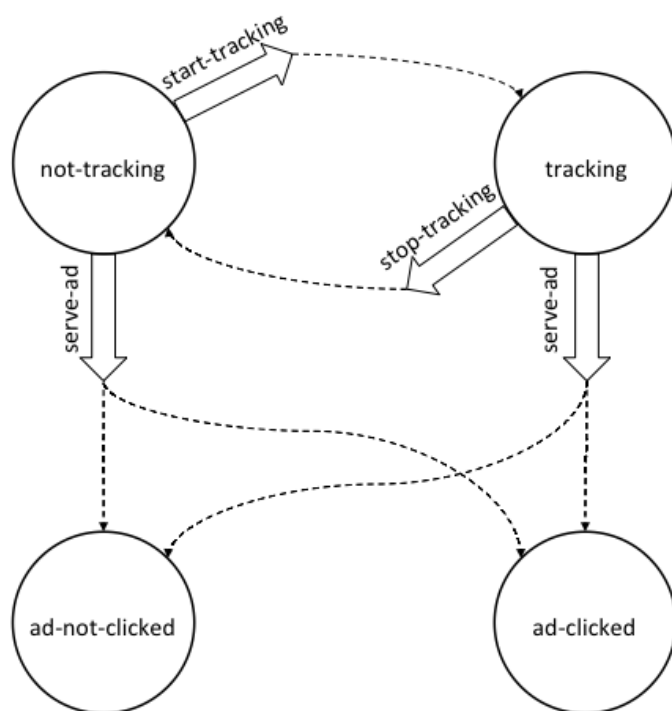 start-tracking
not-tracking
tracking
stop-tracking
serve-ad
serve-ad
ad-not-clicked
ad-clicked